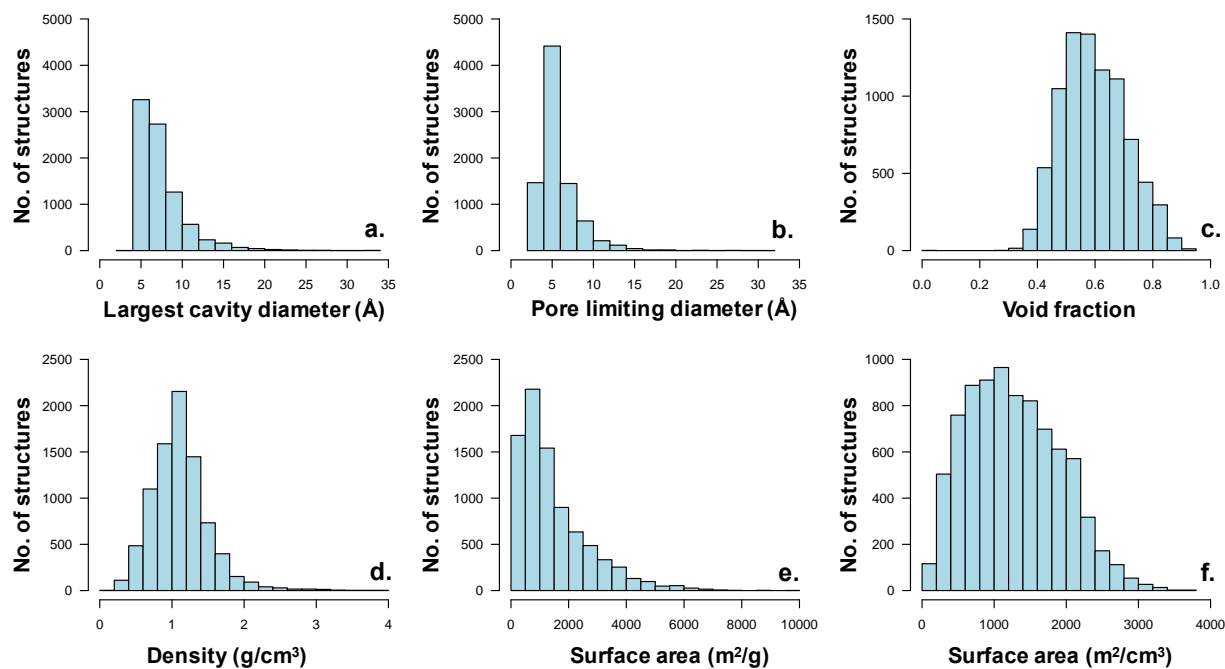 No. of structures
5000
4000
3000
2000
1000
0
0 5 10 15 20 25 30 35
a.
Largest cavity diameter (Å)
No. of structures
5000
4000
3000
2000
1000
0
0 5 10 15 20 25 30 35
b.
Pore limiting diameter (Å)
No. of structures
1500
1000
500
0
0.0 0.2 0.4 0.6 0.8 1.0
c.
Void fraction
No. of structures
2500
2000
1500
1000
500
0
0 1 2 3 4
d.
Density (g/cm³)
No. of structures
2500
2000
1500
1000
500
0
0 2000 4000 6000 8000 10000
e.
Surface area (m²/g)
No. of structures
1000
800
600
400
200
0
0 1000 2000 3000 4000
f.
Surface area (m²/cm³)